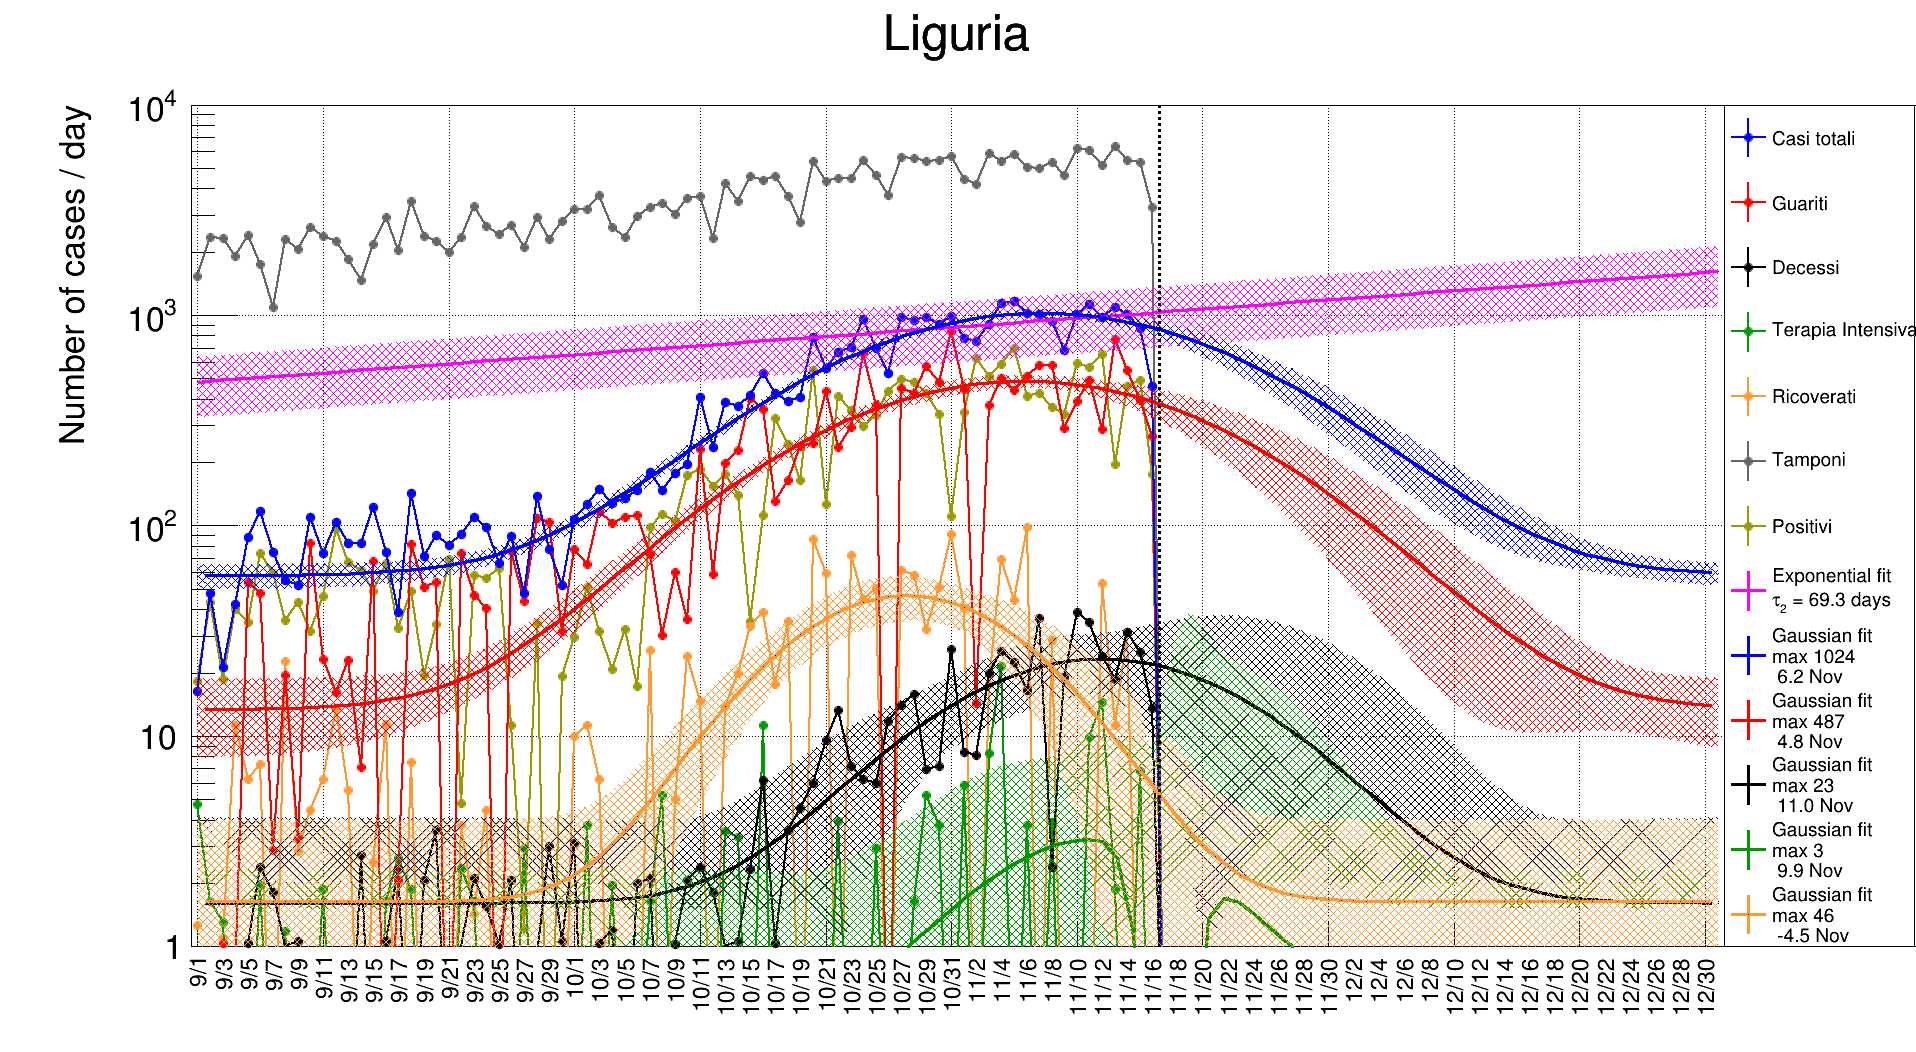 Liguria
Number of cases / day
10^4
10^3
10^2
10
1
9/1
9/3
9/5
9/7
9/9
9/11
9/13
9/15
9/17
9/19
9/21
9/23
9/25
9/27
9/29
10/1
10/3
10/5
10/7
10/9
10/11
10/13
10/15
10/17
10/19
10/21
10/23
10/25
10/27
10/29
10/31
11/2
11/4
11/6
11/8
11/10
11/12
11/14
11/16
11/18
11/20
11/22
11/24
11/26
11/28
11/30
12/2
12/4
12/6
12/8
12/10
12/12
12/14
12/16
12/18
12/20
12/22
12/24
12/26
12/28
12/30
Casi totali
Guariti
Decessi
Terapia Intensiva
Ricoverati
Tamponi
Positivi
Exponential fit
τ2 = 69.3 days
Gaussian fit
max 1024
6.2 Nov
Gaussian fit
max 487
4.8 Nov
Gaussian fit
max 23
11.0 Nov
Gaussian fit
max 3
9.9 Nov
Gaussian fit
max 46
-4.5 Nov